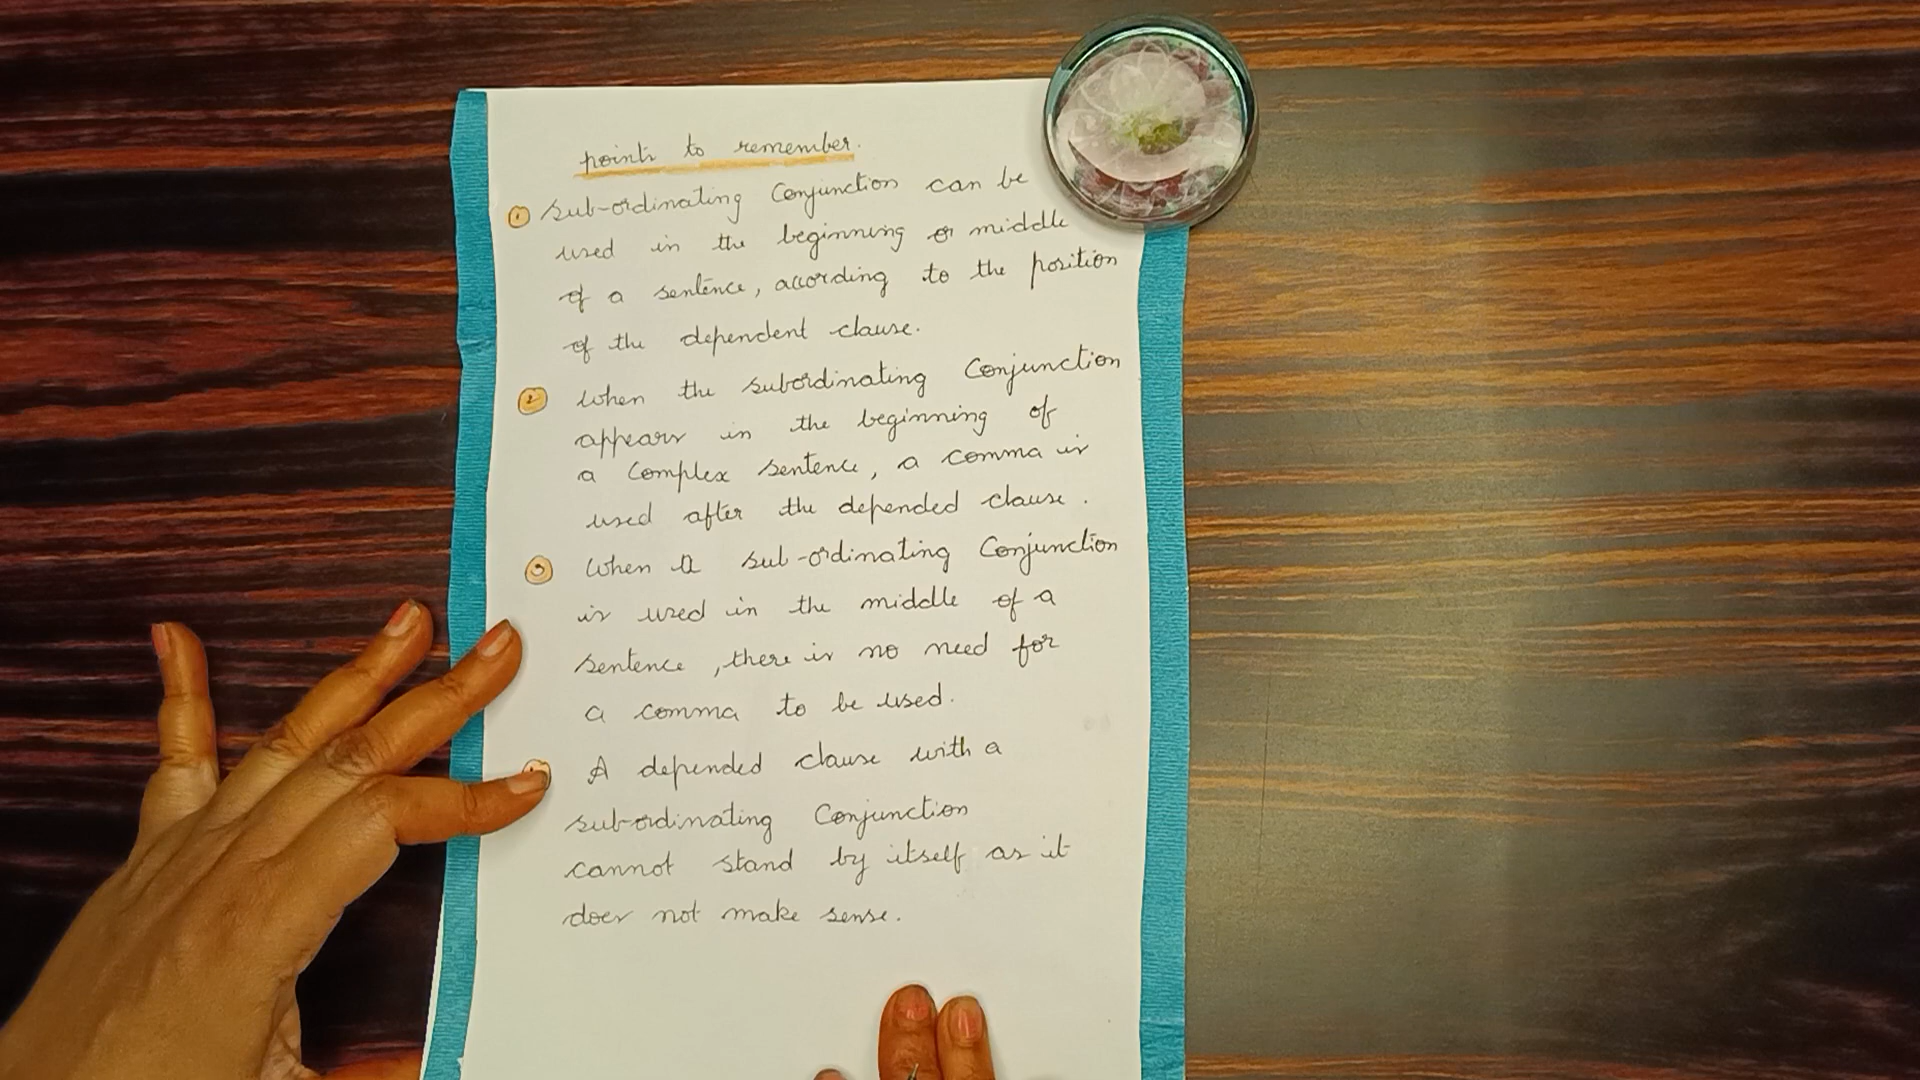 points to remember.
① Sub-ordinating Conjunction can be
used in the beginning or middle
of a sentence, acording to the position
of the dependent clause.
② When the subordinating Conjunction
appears in the beginning of
a Complex sentence, a comma is
used after the depended clause.
③ When a sub-ordinating Conjunction
is used in the middle of a
sentence, there is no need for
a comma to be used.
A depended clause with a
subordinating Conjunction
cannot stand by itself as it
does not make sense.